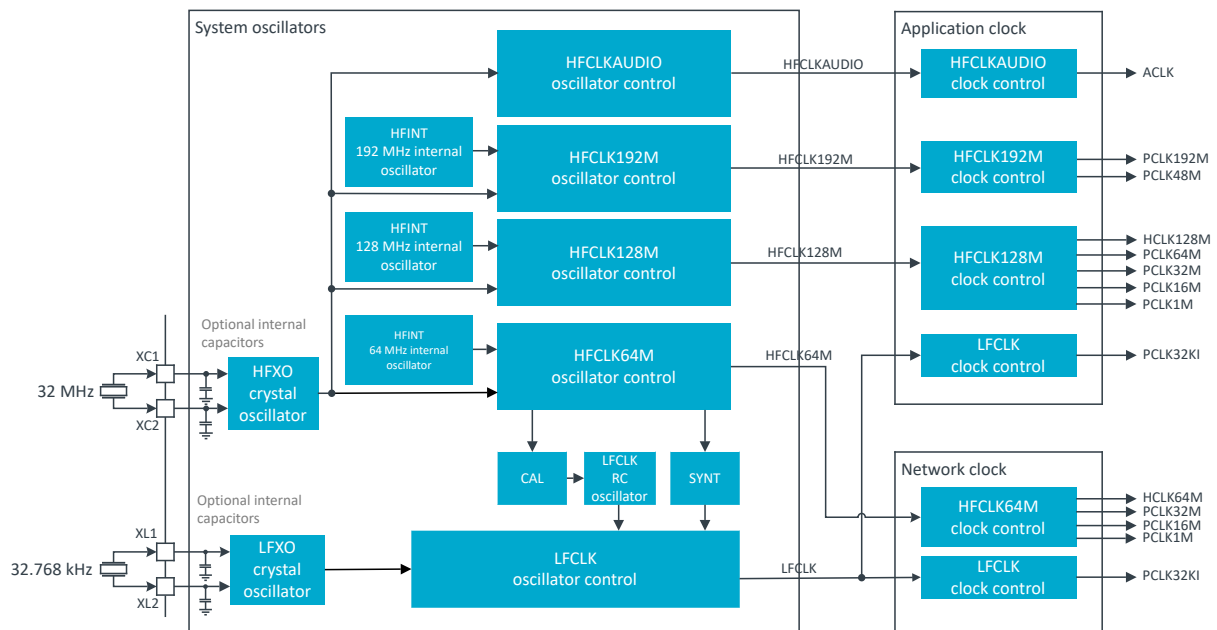 System oscillators
Application clock
HFCLKAUDIO
oscillator control
HFCLKAUDIO
HFCLKAUDIO
clock control
ACLK
HFINT
192 MHz internal
oscillator
HFCLK192M
oscillator control
HFCLK192M
HFCLK192M
clock control
PCLK192M
PCLK48M
HFINT
128 MHz internal
oscillator
HFCLK128M
oscillator control
HFCLK128M
HFCLK128M
clock control
HCLK128M
PCLK64M
PCLK32M
PCLK16M
PCLK1M
Optional internal
capacitors
HFINT
64 MHz internal
oscillator
HFCLK64M
oscillator control
HFCLK64M
LFCLK
clock control
PCLK32KI
XC1
32 MHz
XC2
HFXO
crystal
oscillator
CAL
LFCLK
RC
oscillator
SYNT
Network clock
Optional internal
capacitors
HFCLK64M
clock control
HCLK64M
PCLK32M
PCLK16M
PCLK1M
XL1
32.768 kHz
XL2
LFXO
crystal
oscillator
LFCLK
oscillator control
LFCLK
LFCLK
clock control
PCLK32KI